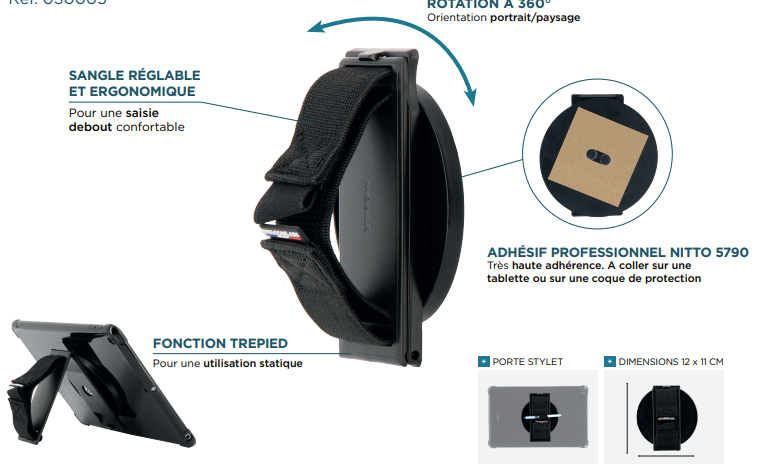 Réf. 050005
ROTATION À 360°
Orientation portrait/paysage
SANGLE RÉGLABLE
ET ERGONOMIQUE
Pour une saisie
debout confortable
ADHÉSIF PROFESSIONNEL NITTO 5790
Très haute adhérence. A coller sur une
tablette ou sur une coque de protection
FONCTION TREPIED
Pour une utilisation statique
+ PORTE STYLET
+ DIMENSIONS 12 x 11 CM